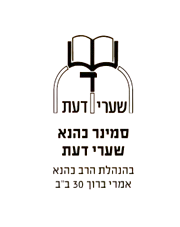 שערי דעת
סמינר כהנא
שערי דעת
בהנהלת הרב כהנא
אמרי ברוך 30 ב"ב